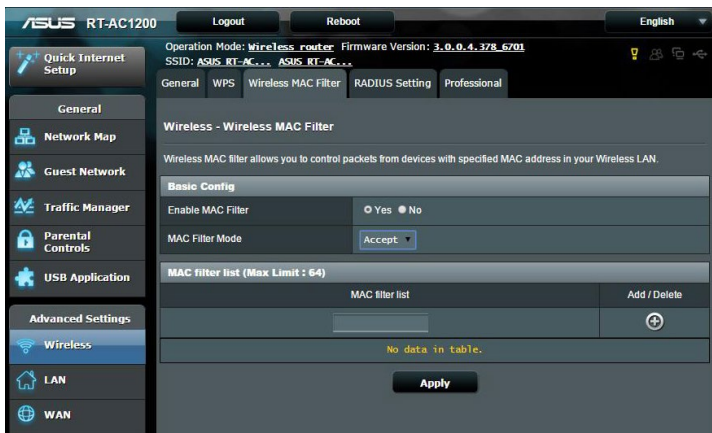 ASUS RT-AC1200 Logout Reboot English
Quick Internet Setup
Operation Mode: Wireless router Firmware Version: 3.0.0.4.378_6701
SSID: ASUS RT-AC... ASUS RT-AC...
General WPS Wireless MAC Filter RADIUS Setting Professional
General
Network Map
Guest Network
Traffic Manager
Parental Controls
USB Application
Advanced Settings
Wireless
LAN
WAN
Wireless - Wireless MAC Filter
Wireless MAC filter allows you to control packets from devices with specified MAC address in your Wireless LAN.
Basic Config
Enable MAC Filter Yes No
MAC Filter Mode Accept
MAC filter list (Max Limit : 64)
MAC filter list Add / Delete
No data in table.
Apply